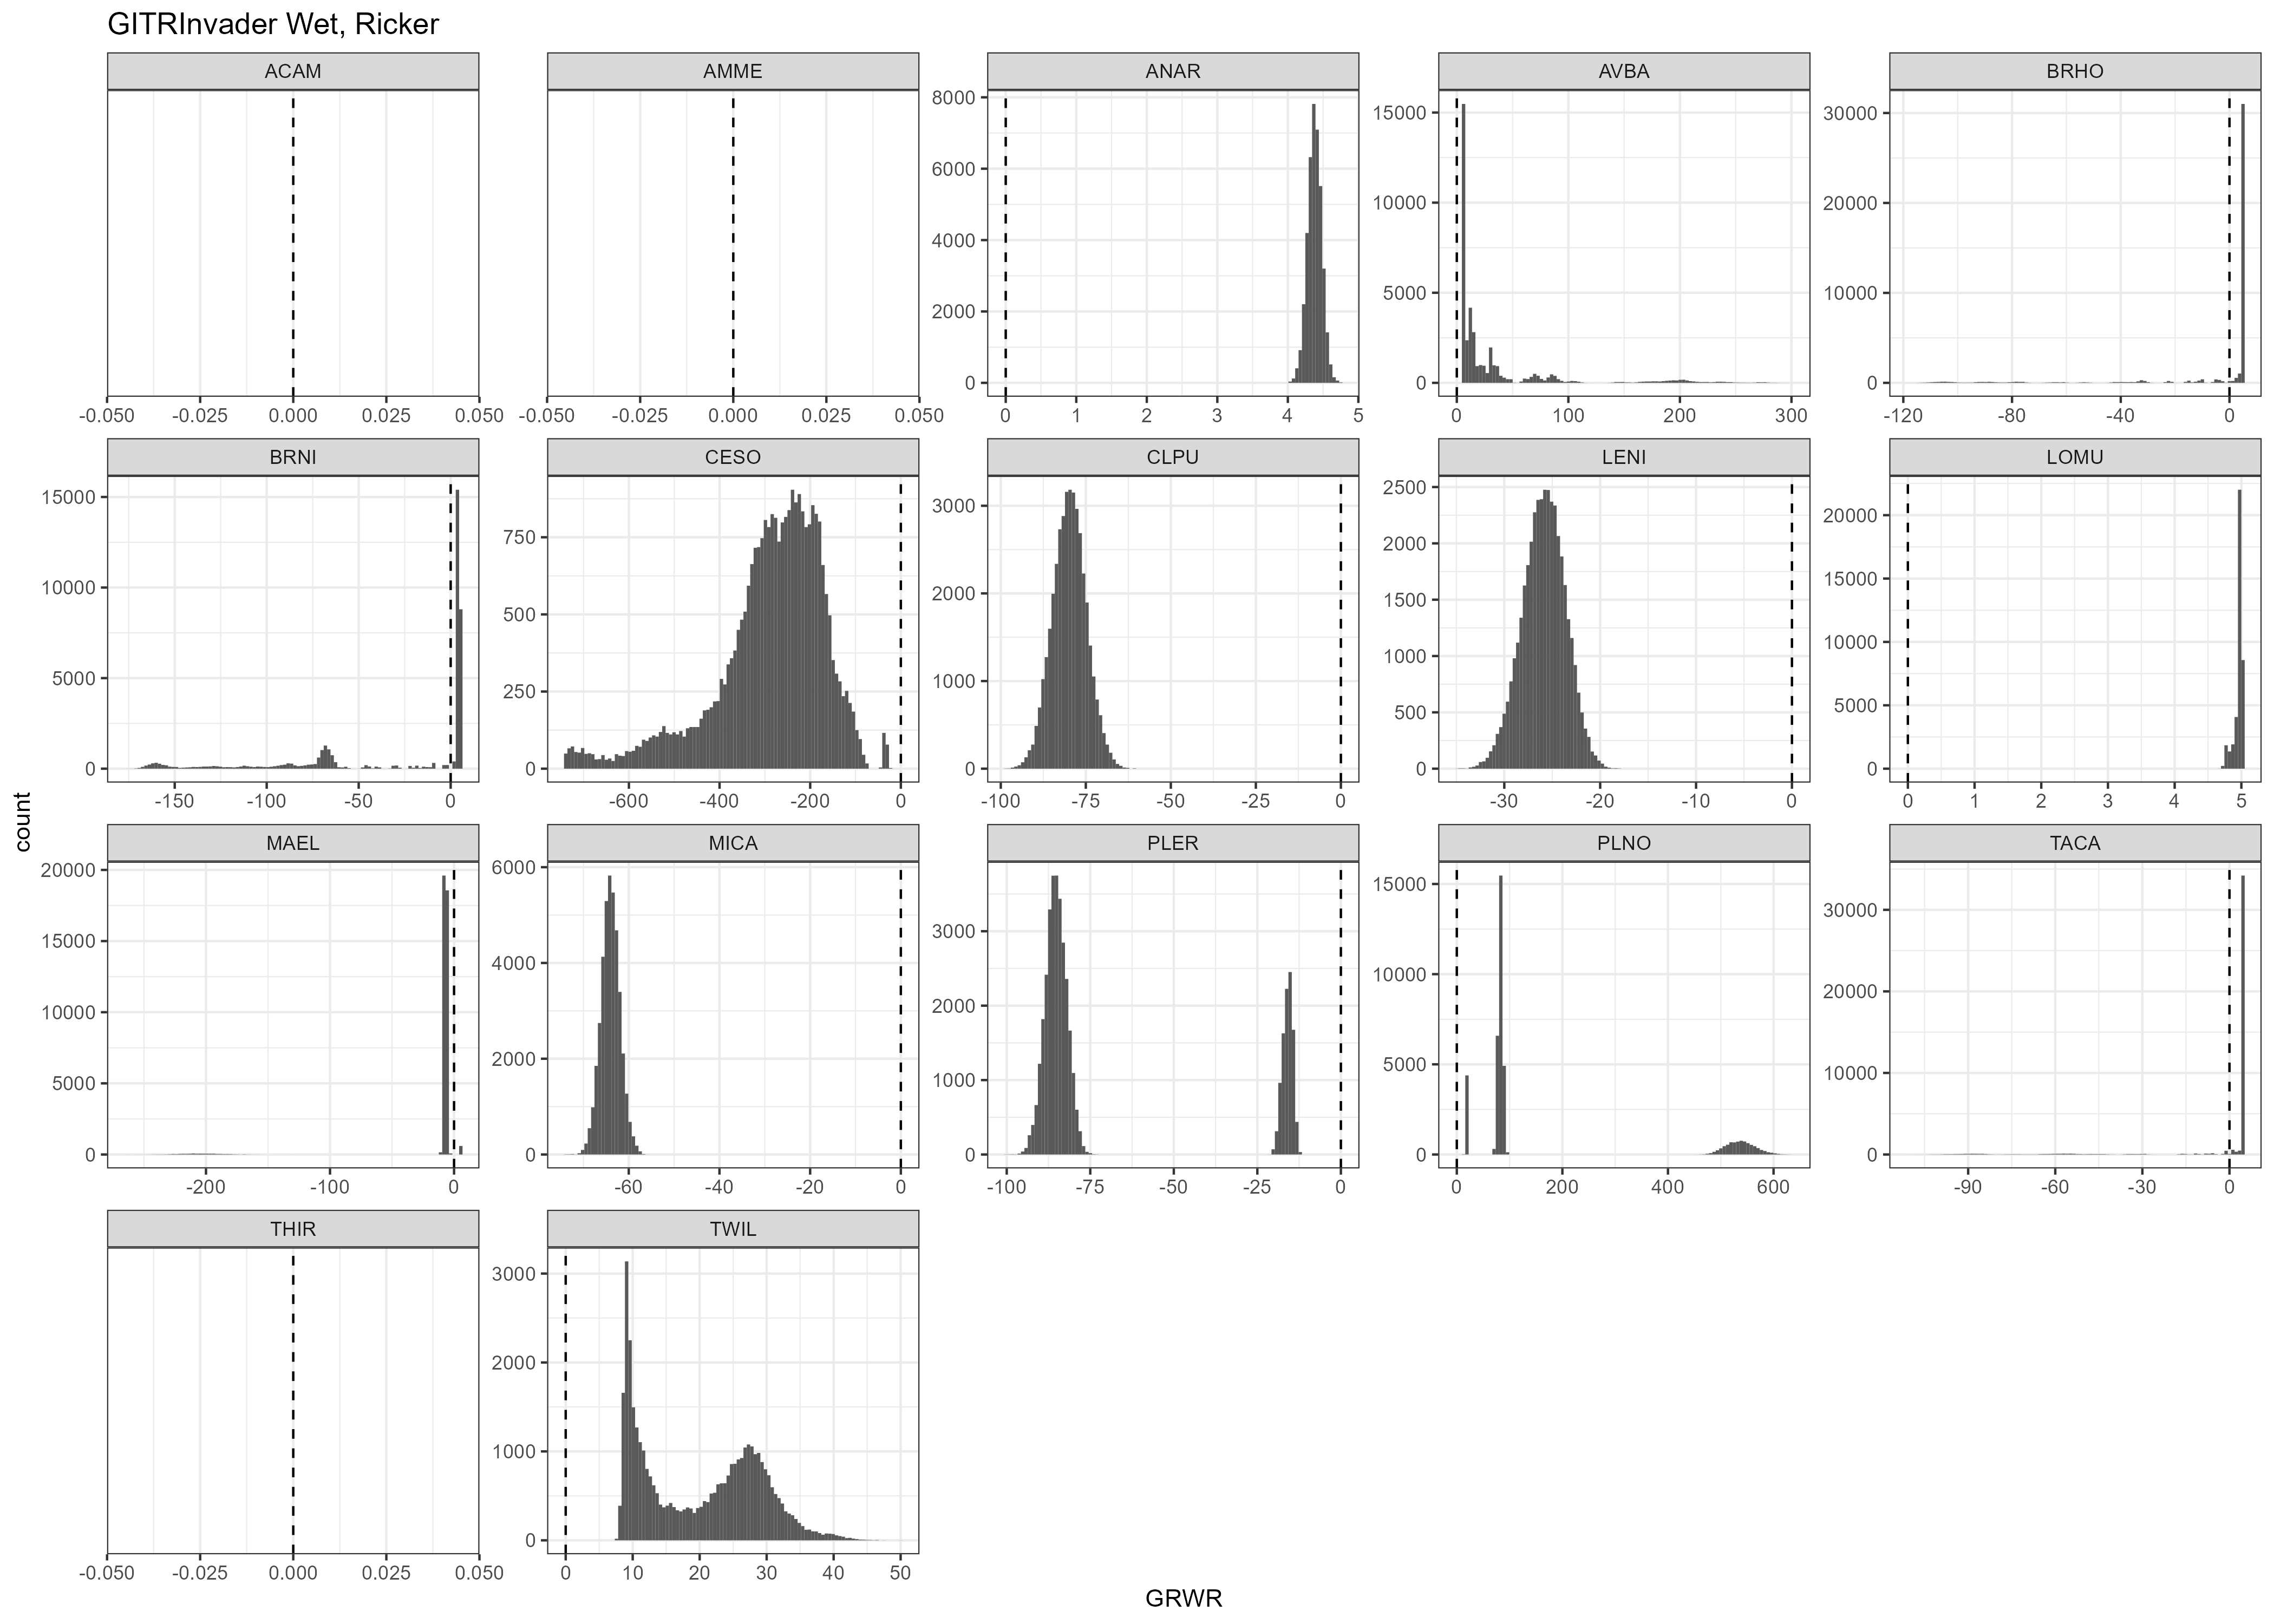 GITRInvader Wet, Ricker
ACAM AMME ANAR AVBA BRHO
8000
6000
4000
2000
0
15000
10000
5000
0
30000
20000
10000
0
-0.050 -0.025 0.000 0.025 0.050
-0.050 -0.025 0.000 0.025 0.050
0 1 2 3 4 5
0 100 200 300
-120 -80 -40 0
BRNI CESO CLPU LENI LOMU
15000
10000
5000
0
750
500
250
0
3000
2000
1000
0
2500
2000
1500
1000
500
0
20000
15000
10000
5000
0
-150 -100 -50 0
-600 -400 -200 0
-100 -75 -50 -25 0
-30 -20 -10 0
0 1 2 3 4 5
count
MAEL MICA PLER PLNO TACA
20000
15000
10000
5000
0
6000
4000
2000
0
3000
2000
1000
0
15000
10000
5000
0
30000
20000
10000
0
-200 -100 0
-60 -40 -20 0
-100 -75 -50 -25 0
0 200 400 600
-90 -60 -30 0
THIR TWIL
3000
2000
1000
0
-0.050 -0.025 0.000 0.025 0.050
0 10 20 30 40 50
GRWR